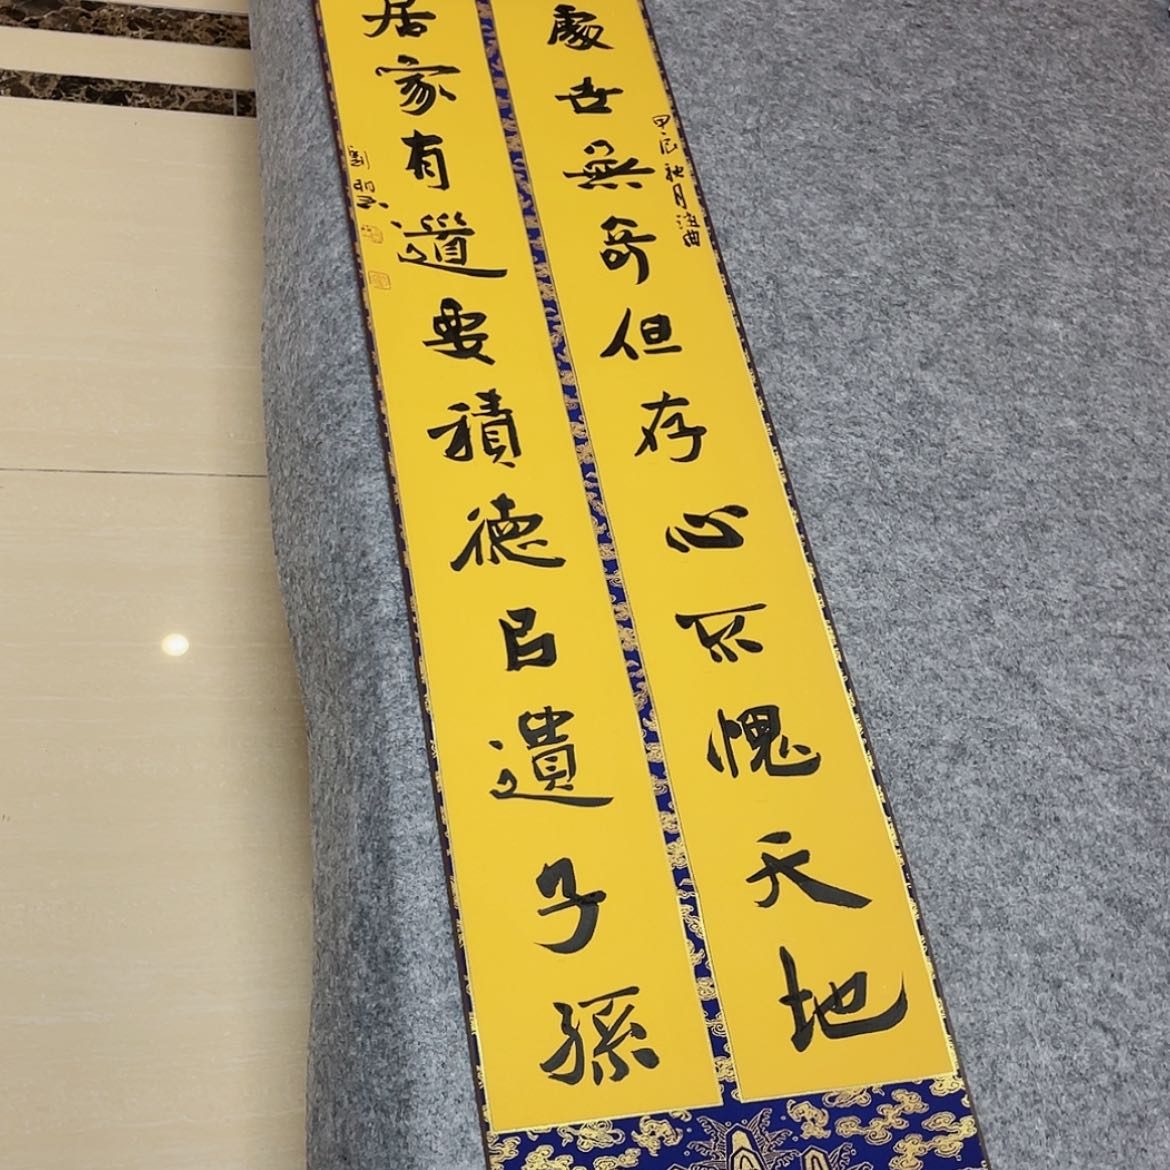 處世無奇但存心不愧天地
甲辰秋月
居家有道要積德㠯遺子孫